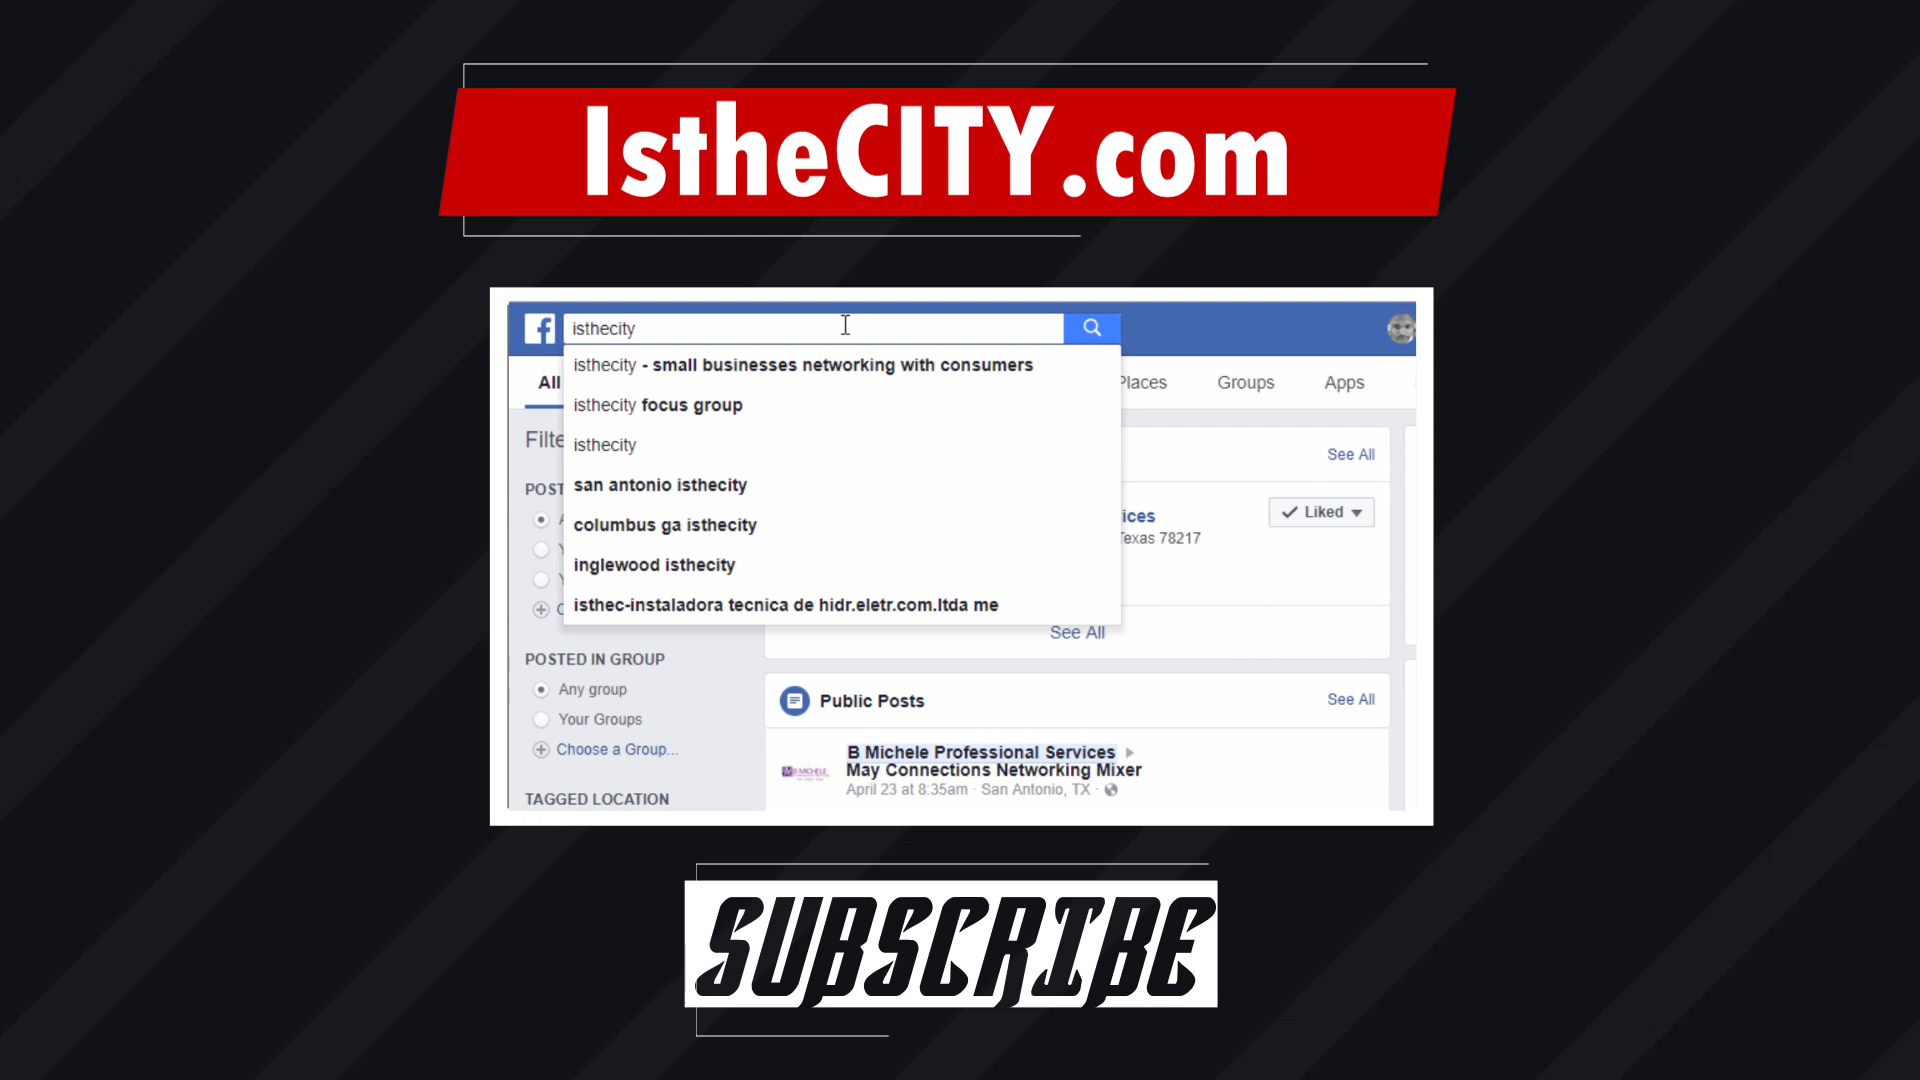 IstheCITY.com
isthecity
isthecity - small businesses networking with consumers
isthecity focus group
isthecity
san antonio isthecity
columbus ga isthecity
inglewood isthecity
isthec-instaladora tecnica de hidr.eletr.com.ltda me
All
Places
Groups
Apps
See All
Liked
Texas 78217
See All
POSTED IN GROUP
Any group
Your Groups
Choose a Group...
TAGGED LOCATION
Public Posts
See All
B Michele Professional Services
May Connections Networking Mixer
April 23 at 8:35am · San Antonio, TX ·
SUBSCRIBE